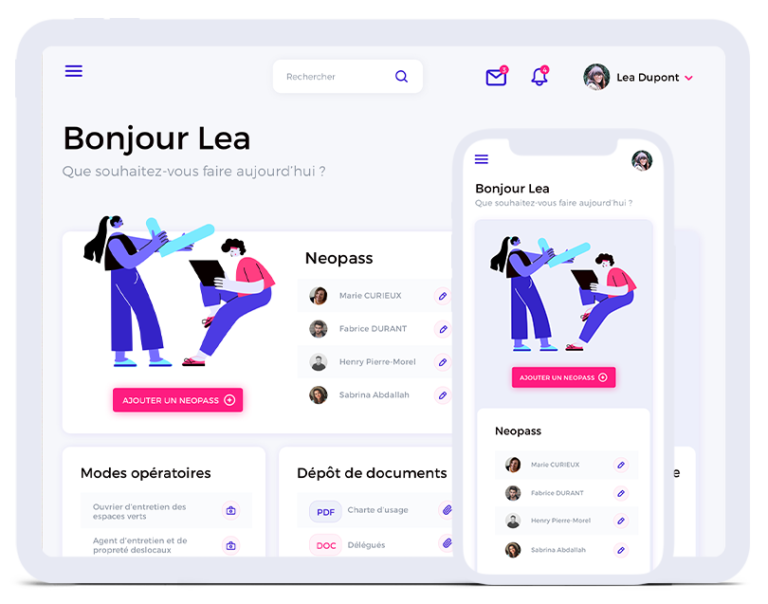 Rechercher
Lea Dupont
Bonjour Lea
Que souhaitez-vous faire aujourd'hui ?
Neopass
Marie CURIEUX
Fabrice DURANT
Henry Pierre-Morel
Sabrina Abdallah
AJOUTER UN NEOPASS
Modes opératoires
Ouvrier d'entretien des
espaces verts
Agent d'entretien et de
propreté deslocaux
Dépôt de documents
PDF
Charte d'usage
DOC
Délégués
e
Bonjour Lea
Que souhaitez-vous faire aujourd'hui ?
AJOUTER UN NEOPASS
Neopass
Marie CURIEUX
Fabrice DURANT
Henry Pierre-Morel
Sabrina Abdallah